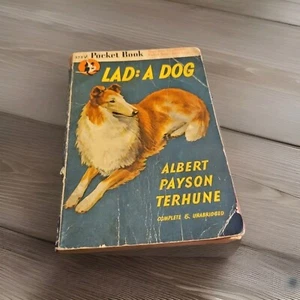 Pocket Book
LAD: A DOG
ALBERT
PAYSON
TERHUNE
COMPLETE & UNABRIDGED